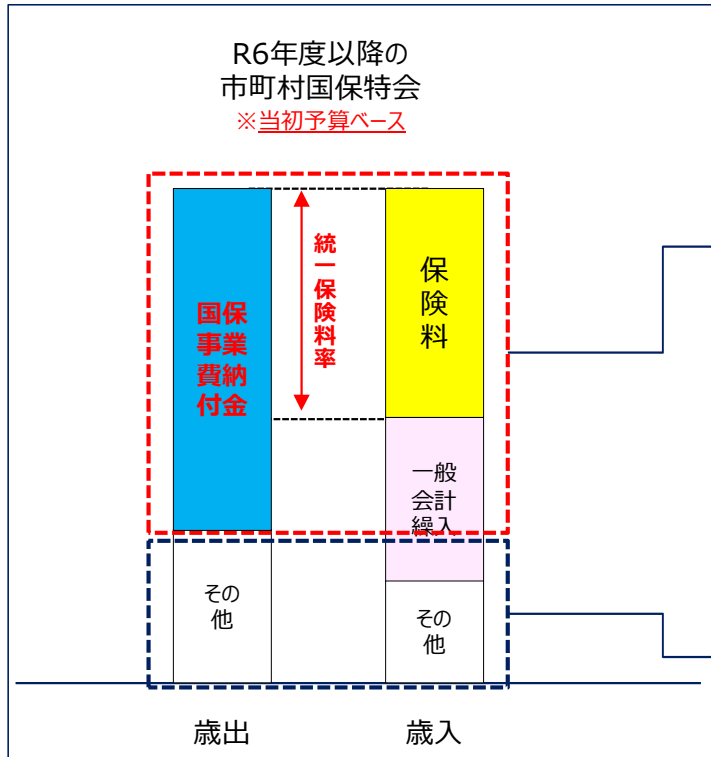 R6年度以降の
市町村国保特会
※当初予算ベース
国保
事業
費納
付金
統一保険料率
保険料
一般
会計
繰入
その
他
その
他
歳出
歳入